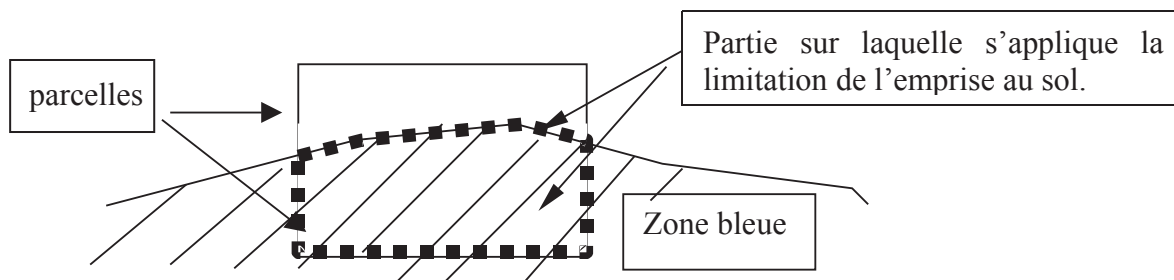 parcelles
Partie sur laquelle s’applique la
limitation de l’emprise au sol.
Zone bleue